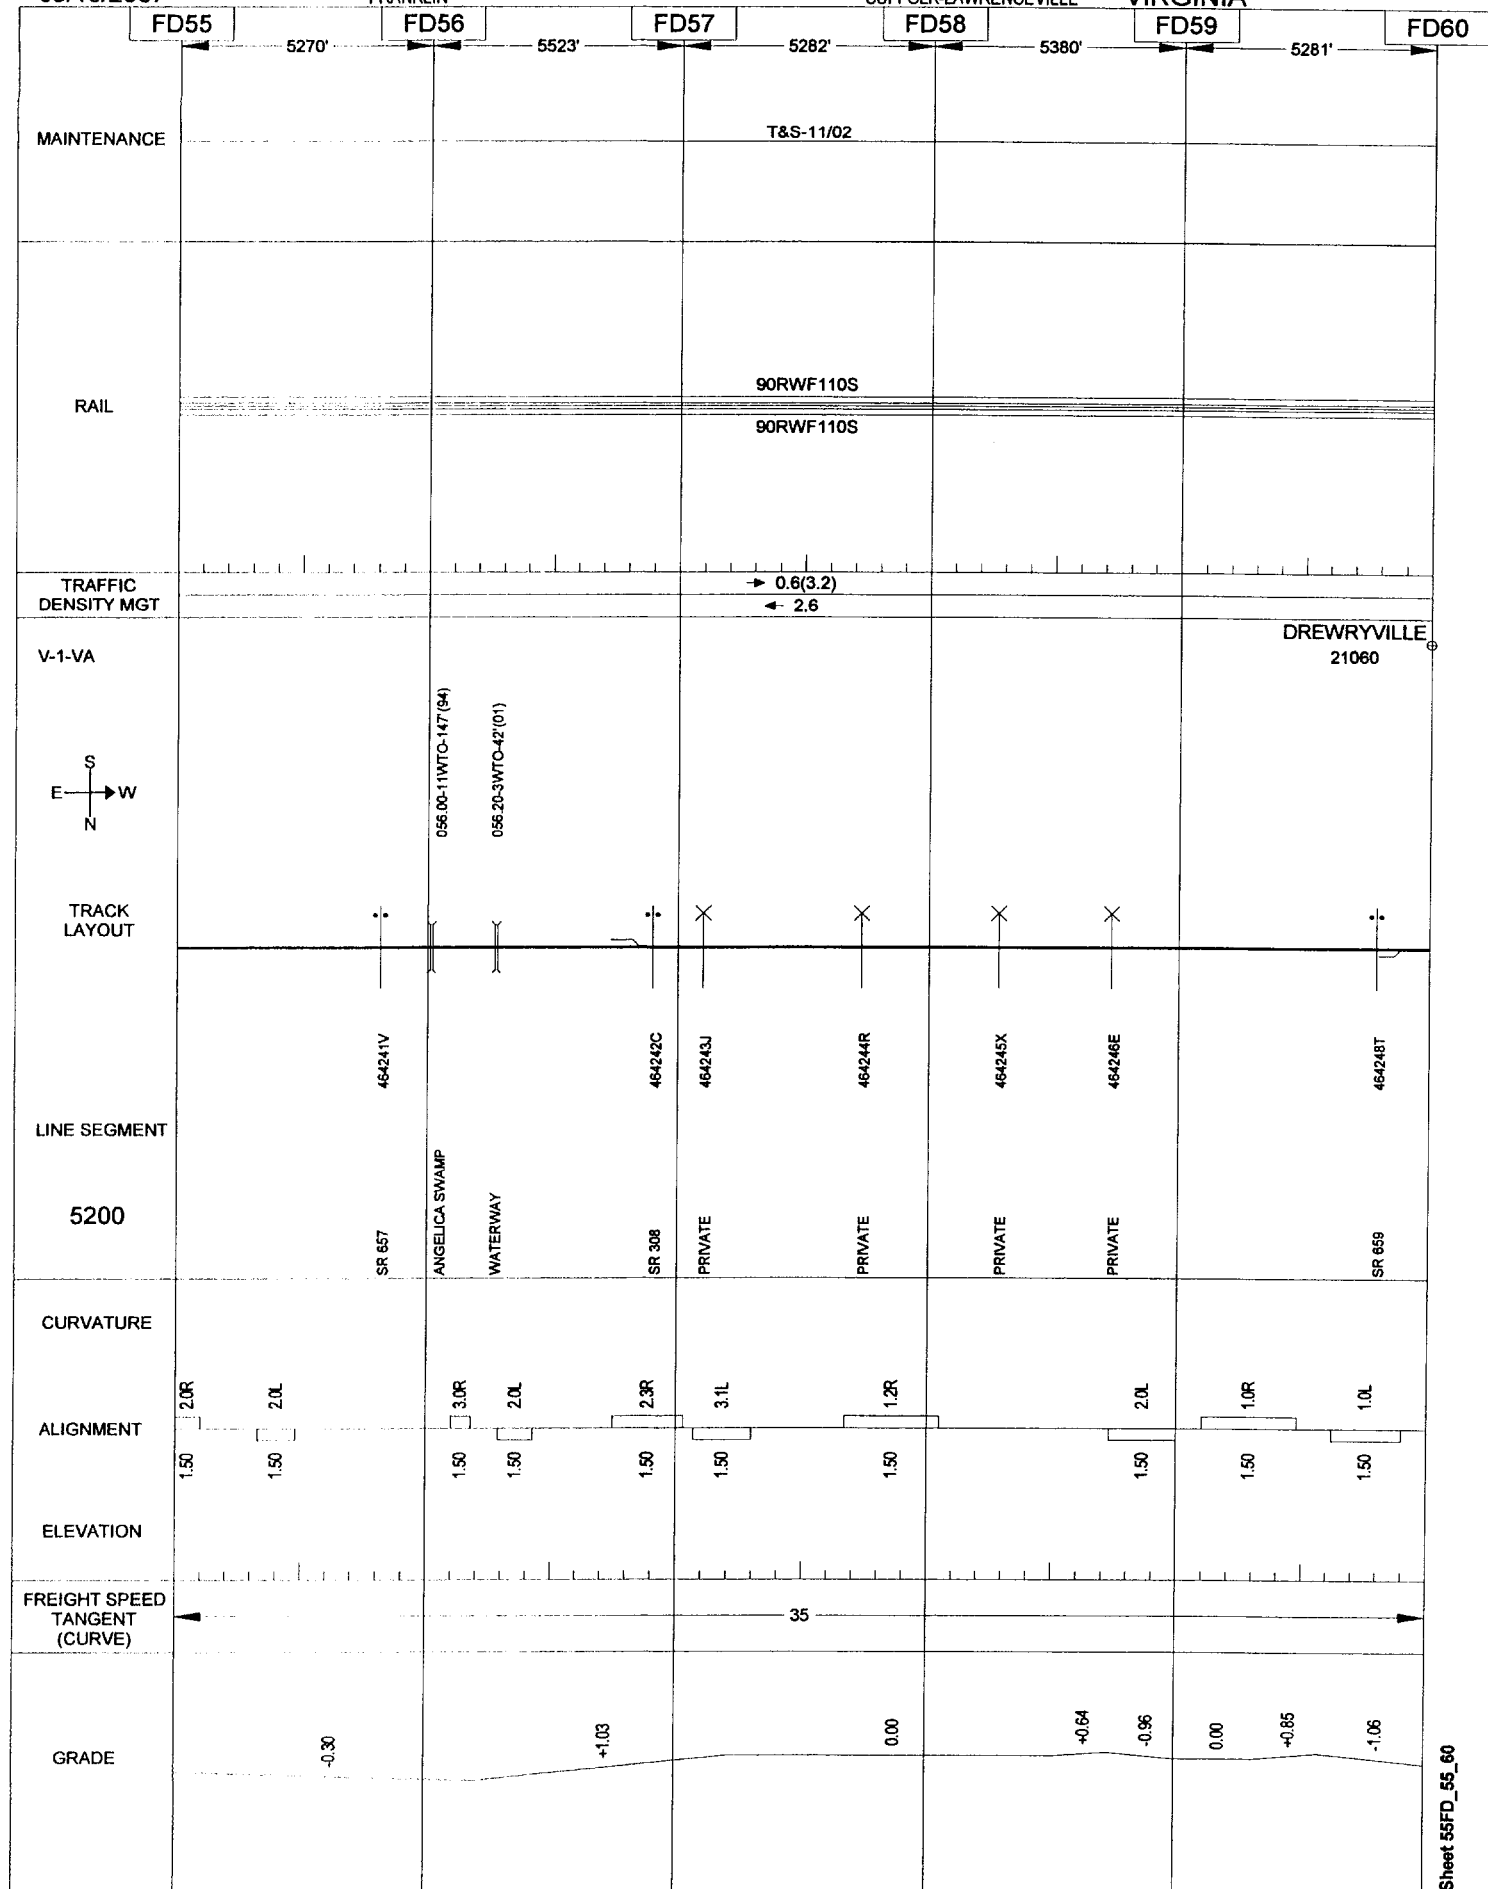 VIRGINIA
FD55 FD56 FD57 FD58 FD59 FD60
5270' 5523' 5282' 5380' 5281'
MAINTENANCE
T&S-11/02
RAIL
90RWF110S
90RWF110S
TRAFFIC
DENSITY MGT
0.6(3.2)
2.6
V-1-VA
DREWRYVILLE
21060
S
E W
N
056.00-11WTO-147'(94)
056.20-3WTO-42'(01)
TRACK
LAYOUT
464241V
464242C
464243J
464244R
464245X
464246E
464248T
LINE SEGMENT
5200
SR 657
ANGELICA SWAMP
WATERWAY
SR 308
PRIVATE
PRIVATE
PRIVATE
PRIVATE
SR 659
CURVATURE
2.0R 2.0L 3.0R 2.0L 2.3R 3.1L 1.2R 2.0L 1.0R 1.0L
ALIGNMENT
1.50 1.50 1.50 1.50 1.50 1.50 1.50 1.50 1.50 1.50
ELEVATION
FREIGHT SPEED
TANGENT
(CURVE)
35
GRADE
-0.30 +1.03 0.00 +0.64 -0.96 0.00 +0.85 -1.06
Sheet 55FD_55_60